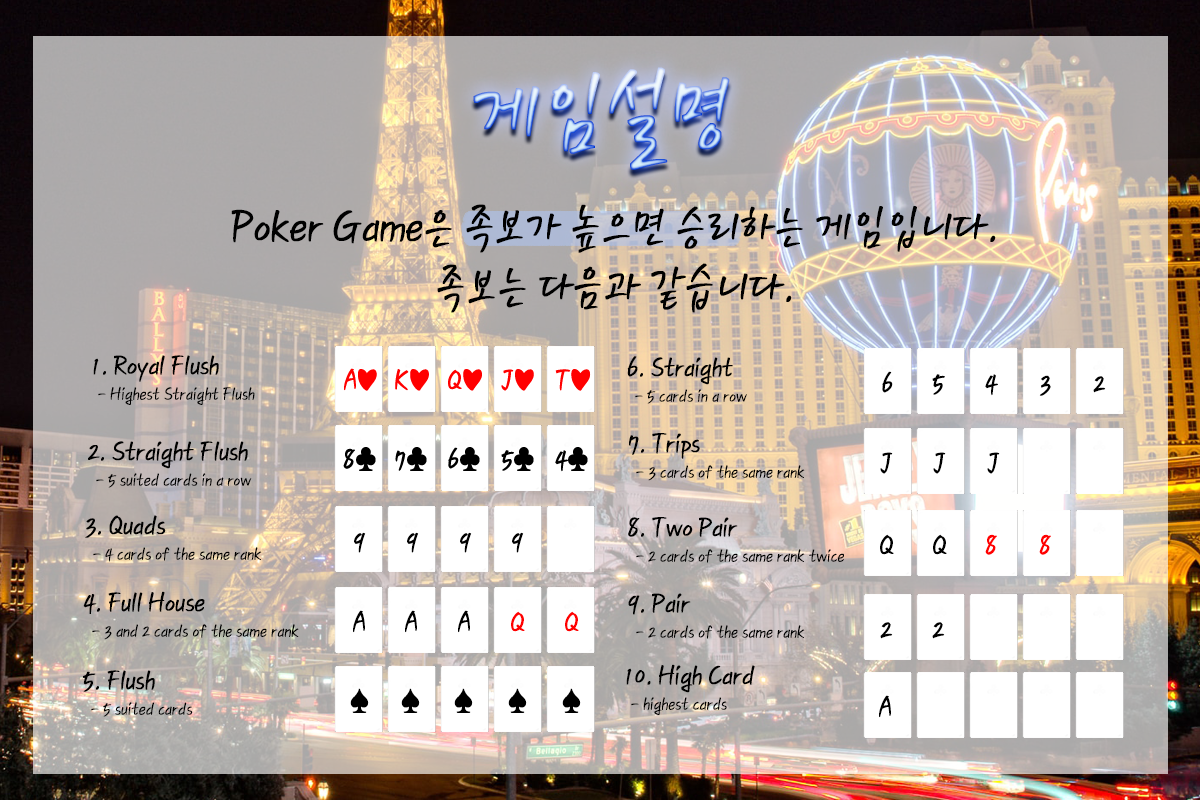 게임설명
Poker Game은 족보가 높으면 승리하는 게임입니다.
족보는 다음과 같습니다.
1. Royal Flush
- Highest Straight Flush
A♥ K♥ Q♥ J♥ T♥
2. Straight Flush
- 5 suited cards in a row
8♣ 7♣ 6♣ 5♣ 4♣
3. Quads
- 4 cards of the same rank
9 9 9 9
4. Full House
- 3 and 2 cards of the same rank
A A A Q Q
5. Flush
- 5 suited cards
♠ ♠ ♠ ♠ ♠
6. Straight
- 5 cards in a row
6 5 4 3 2
7. Trips
- 3 cards of the same rank
J J J
8. Two Pair
- 2 cards of the same rank twice
Q Q 8 8
9. Pair
- 2 cards of the same rank
2 2
10. High Card
- highest cards
A
Paris
BALLYS
Bellagio